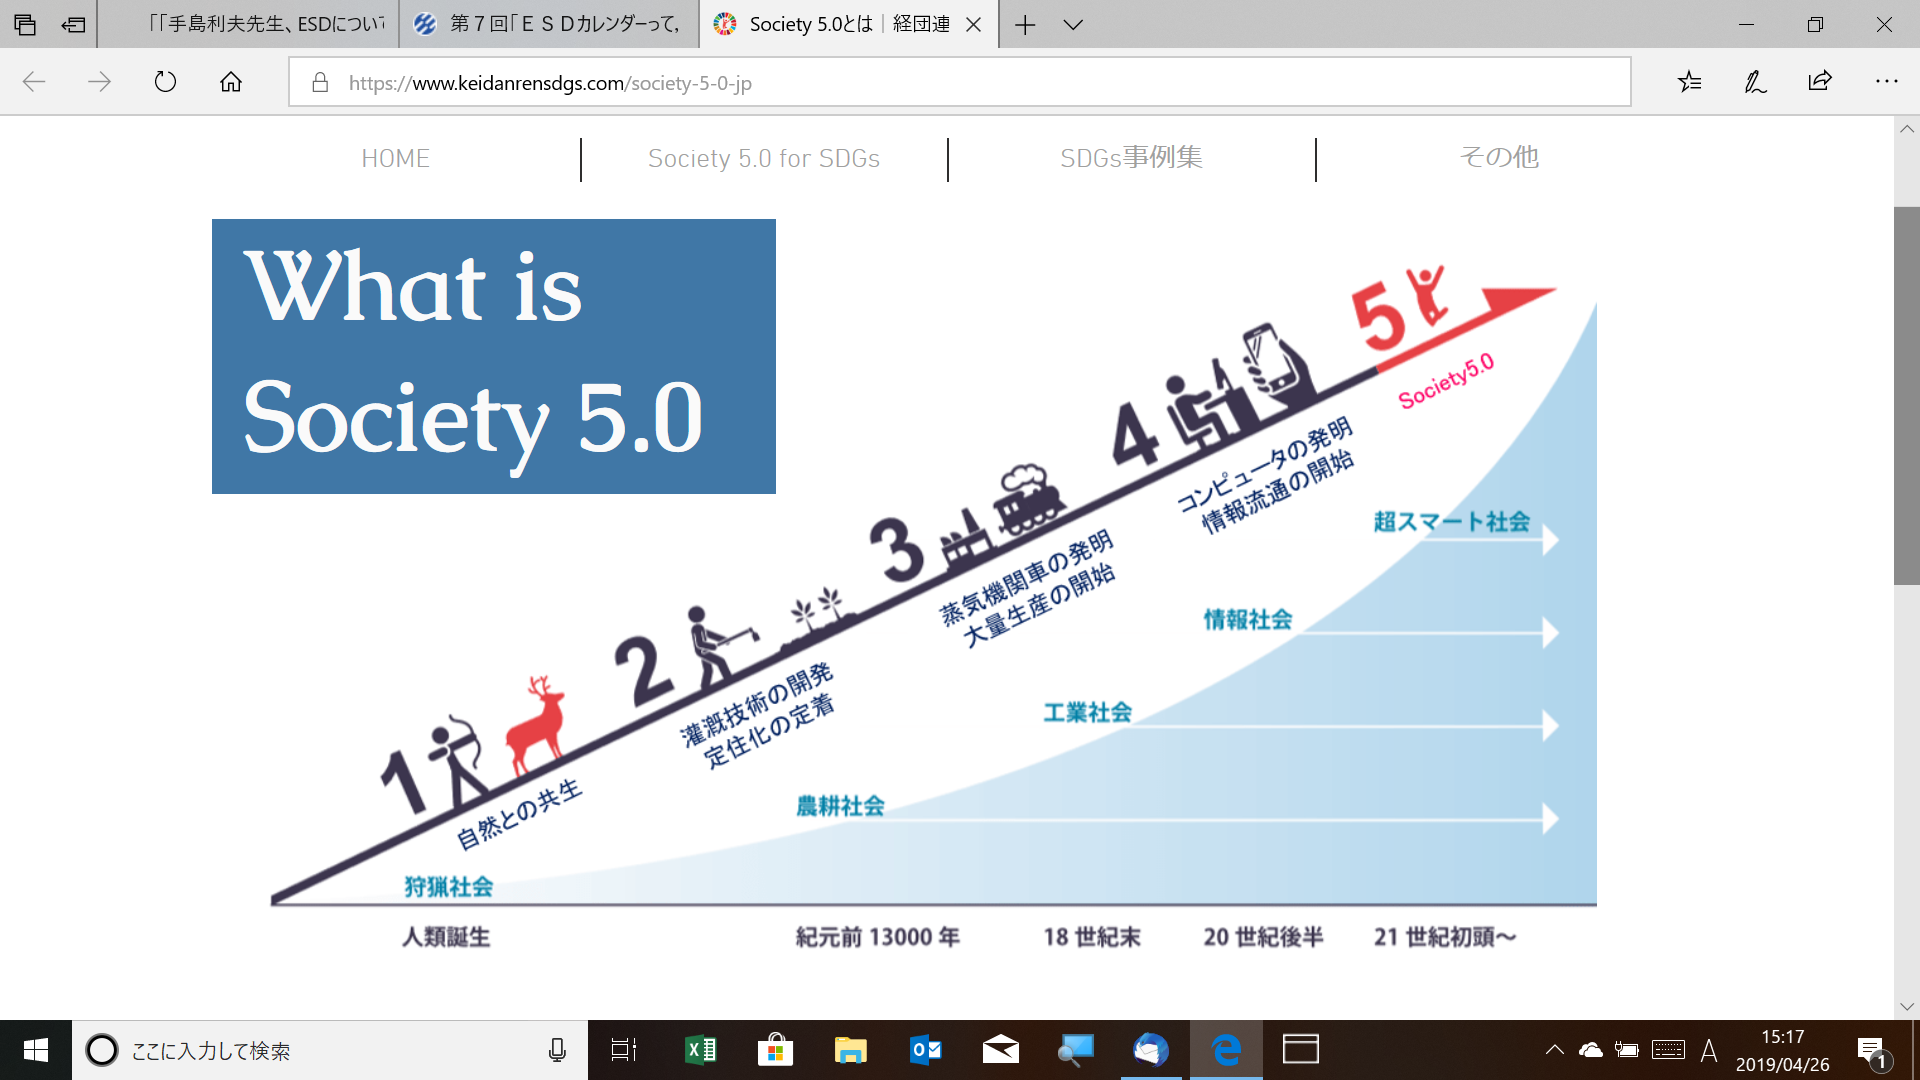 「「手島利夫先生、ESDについて
第７回「ＥＳＤカレンダーって,
Society 5.0とは｜経団連
https://www.keidanrensdgs.com/society-5-0-jp
HOME
Society 5.0 for SDGs
SDGs事例集
その他
What is
Society 5.0
5
Society5.0
4
コンピュータの発明
情報流通の開始
3
蒸気機関車の発明
大量生産の開始
2
灌漑技術の開発
定住化の定着
1
自然との共生
超スマート社会
情報社会
工業社会
農耕社会
狩猟社会
人類誕生
紀元前 13000 年
18 世紀末
20 世紀後半
21 世紀初頭～
ここに入力して検索
A
15:17
2019/04/26
1